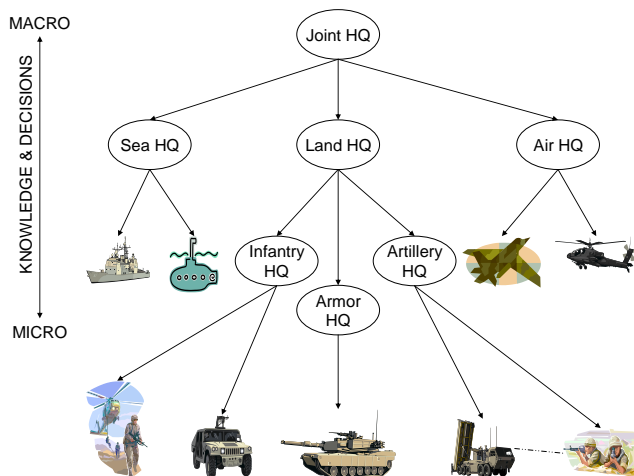 MACRO
Joint HQ
KNOWLEDGE & DECISIONS
Sea HQ
Land HQ
Air HQ
Infantry
HQ
Artillery
HQ
Armor
HQ
MICRO